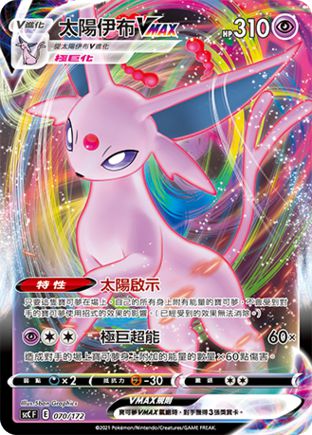 V進化
太陽伊布VMAX
HP310
從太陽伊布V進化
極巨化
特性 太陽啟示
只要這隻寶可夢在場上，自己的所有身上附有能量的寶可夢，不會受到對
手的寶可夢使用招式的效果的影響。（已經受到的效果無法消除。）
極巨超能 60×
造成對手的場上寶可夢身上附加的能量的數量×60點傷害。
弱點 ×2 抵抗力 -30 撤退
Illus. 5ban Graphics
VMAX規則
寶可夢VMAX氣絕時，對手獲得3張獎賞卡。
sC F E 070/172
©2021 Pokémon/Nintendo/Creatures/GAME FREAK.